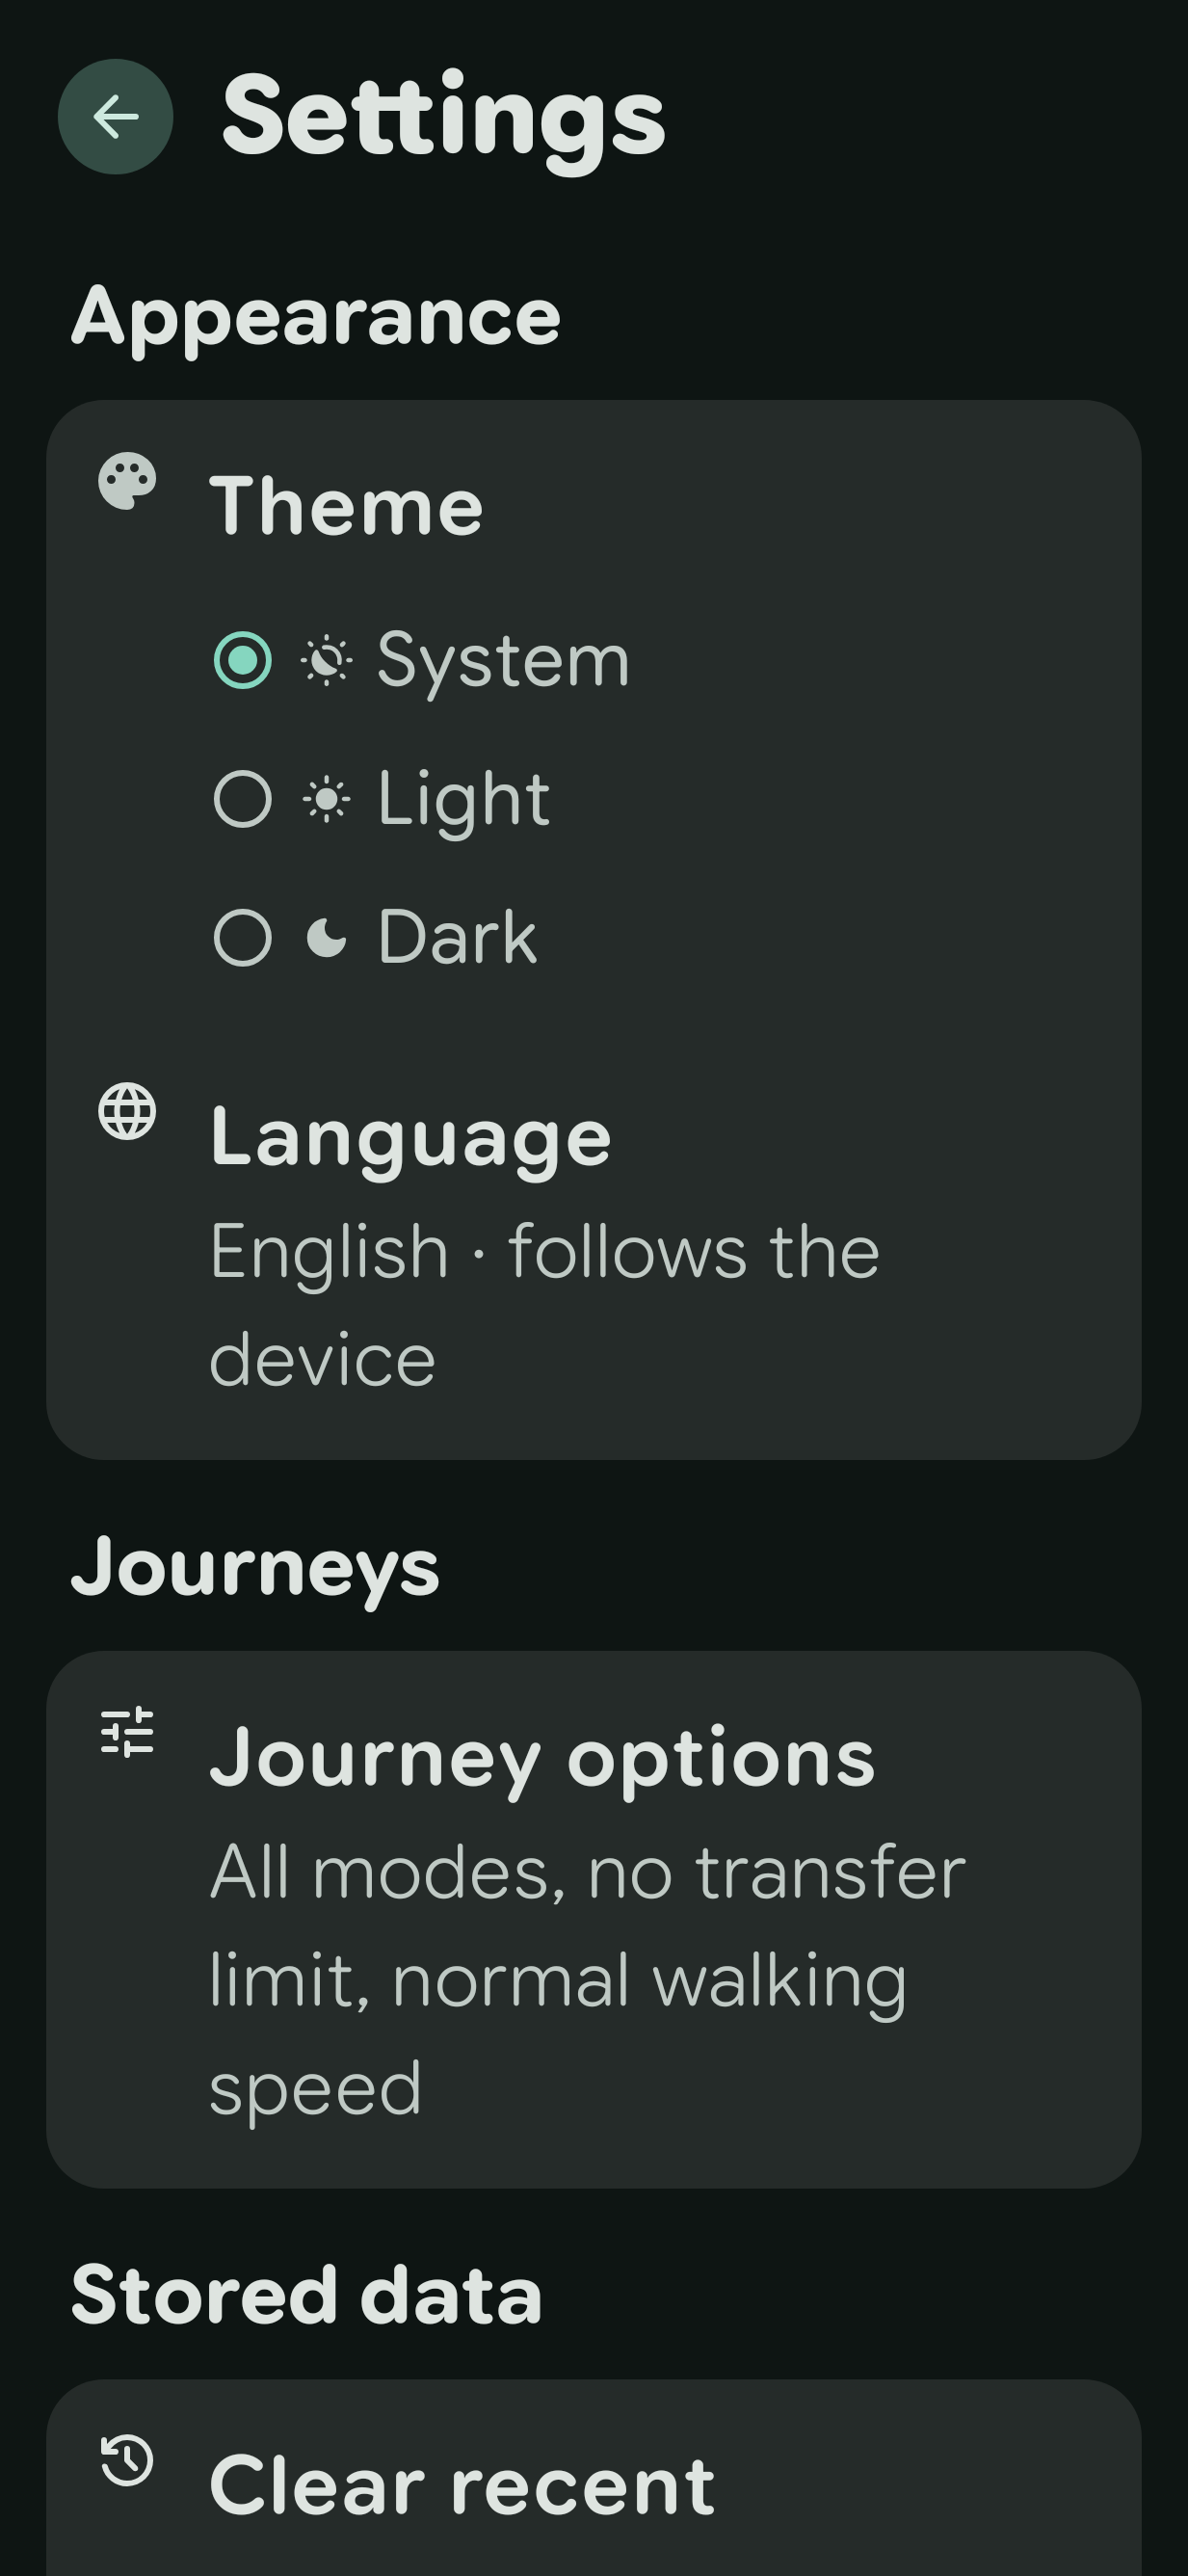 Settings
Appearance
Theme
System
Light
Dark
Language
English · follows the
device
Journeys
Journey options
All modes, no transfer
limit, normal walking
speed
Stored data
Clear recent